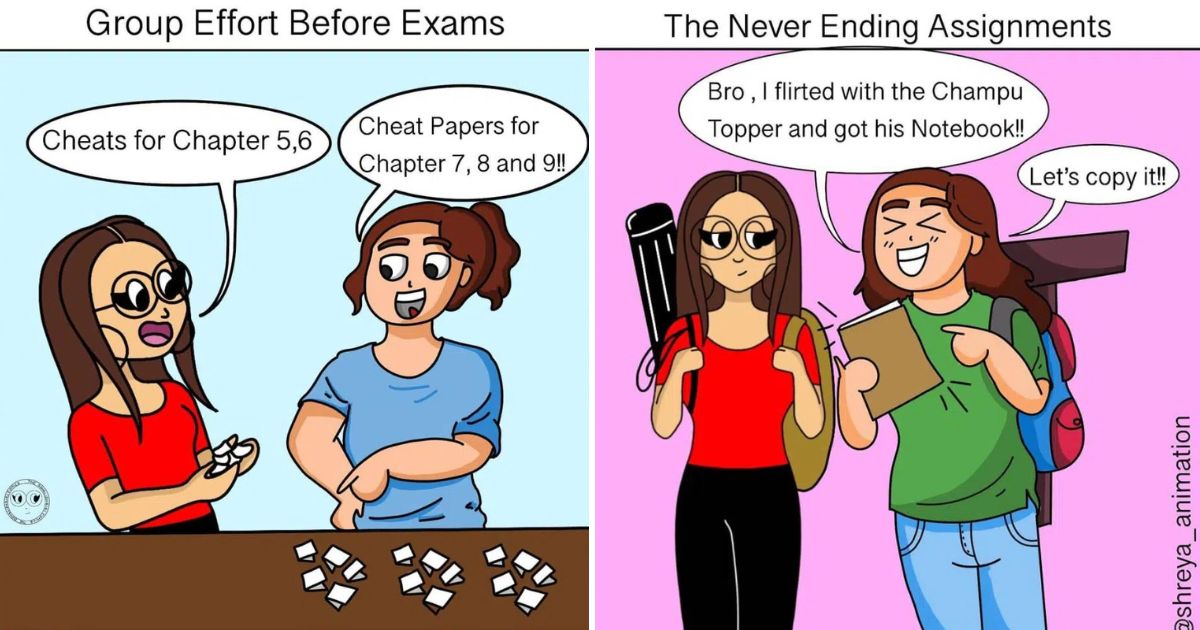 Group Effort Before Exams
Cheats for Chapter 5,6
Cheat Papers for
Chapter 7, 8 and 9!!
The Never Ending Assignments
Bro , I flirted with the Champu
Topper and got his Notebook!!
Let's copy it!!
@shreya_animation